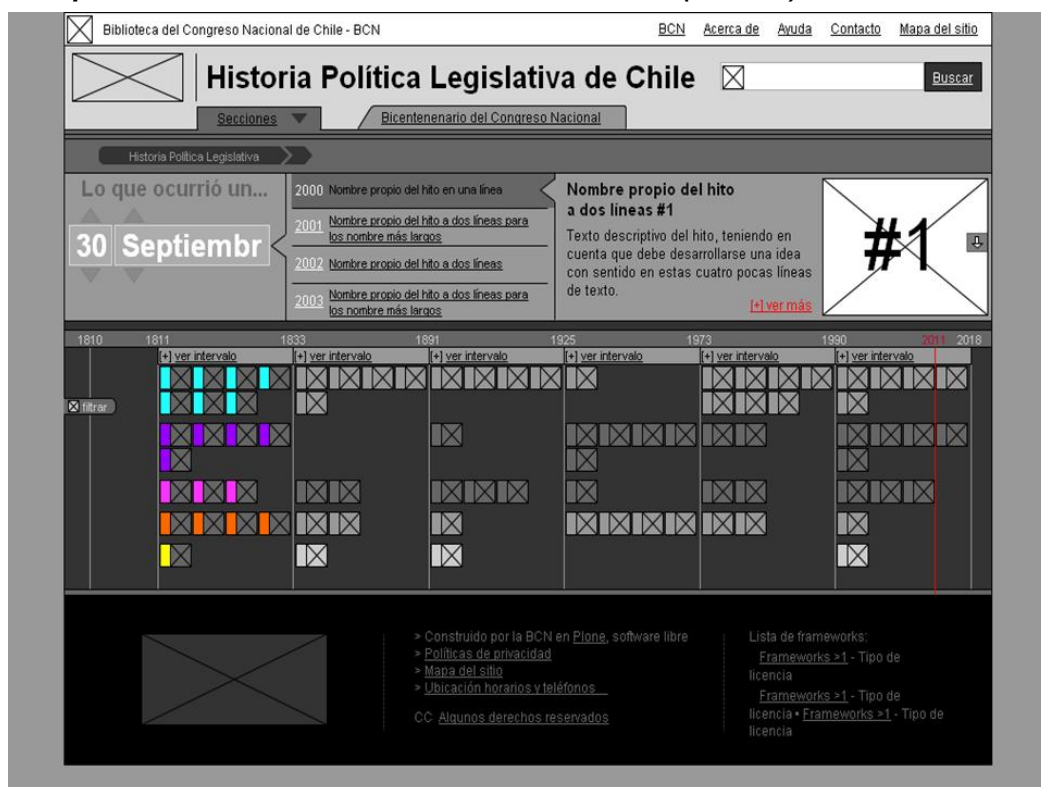 Biblioteca del Congreso Nacional de Chile - BCN
BCN Acerca de Ayuda Contacto Mapa del sitio
Historia Política Legislativa de Chile
Buscar
Secciones
Bicentenenario del Congreso Nacional
Historia Política Legislativa
Lo que ocurrió un...
30 Septiembr
2000 Nombre propio del hito en una línea
2001 Nombre propio del hito a dos líneas para
los nombre más largos
2002 Nombre propio del hito a dos líneas
2003 Nombre propio del hito a dos líneas para
los nombre más largos
Nombre propio del hito
a dos lineas #1
Texto descriptivo del hito, teniendo en
cuenta que debe desarrollarse una idea
con sentido en estas cuatro pocas líneas
de texto.
[+] ver más
#1
1810 1811 1833 1891 1925 1973 1990 2011 2018
[+] ver intervalo [+] ver intervalo [+] ver intervalo [+] ver intervalo [+] ver intervalo [+] ver intervalo
filtrar
> Construido por la BCN en Plone, software libre
> Políticas de privacidad
> Mapa del sitio
> Ubicación horarios y teléfonos
CC Algunos derechos reservados
Lista de frameworks:
Frameworks >1 - Tipo de
licencia
Frameworks >1 - Tipo de
licencia • Frameworks >1 - Tipo de
licencia